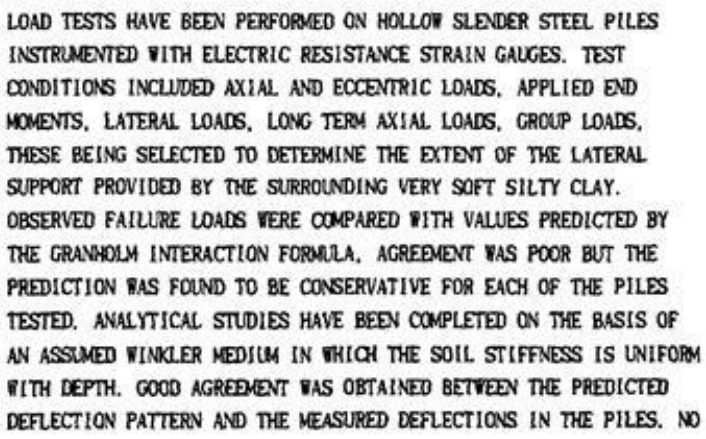 LOAD TESTS HAVE BEEN PERFORMED ON HOLLOW SLENDER STEEL PILES
INSTRUMENTED WITH ELECTRIC RESISTANCE STRAIN GAUGES. TEST
CONDITIONS INCLUDED AXIAL AND ECCENTRIC LOADS, APPLIED END
MOMENTS, LATERAL LOADS, LONG TERM AXIAL LOADS, GROUP LOADS,
THESE BEING SELECTED TO DETERMINE THE EXTENT OF THE LATERAL
SUPPORT PROVIDED BY THE SURROUNDING VERY SOFT SILTY CLAY.
OBSERVED FAILURE LOADS WERE COMPARED WITH VALUES PREDICTED BY
THE GRANHOLM INTERACTION FORMULA, AGREEMENT WAS POOR BUT THE
PREDICTION WAS FOUND TO BE CONSERVATIVE FOR EACH OF THE PILES
TESTED. ANALYTICAL STUDIES HAVE BEEN COMPLETED ON THE BASIS OF
AN ASSUMED WINKLER MEDIUM IN WHICH THE SOIL STIFFNESS IS UNIFORM
WITH DEPTH. GOOD AGREEMENT WAS OBTAINED BETWEEN THE PREDICTED
DEFLECTION PATTERN AND THE MEASURED DEFLECTIONS IN THE PILES. NO